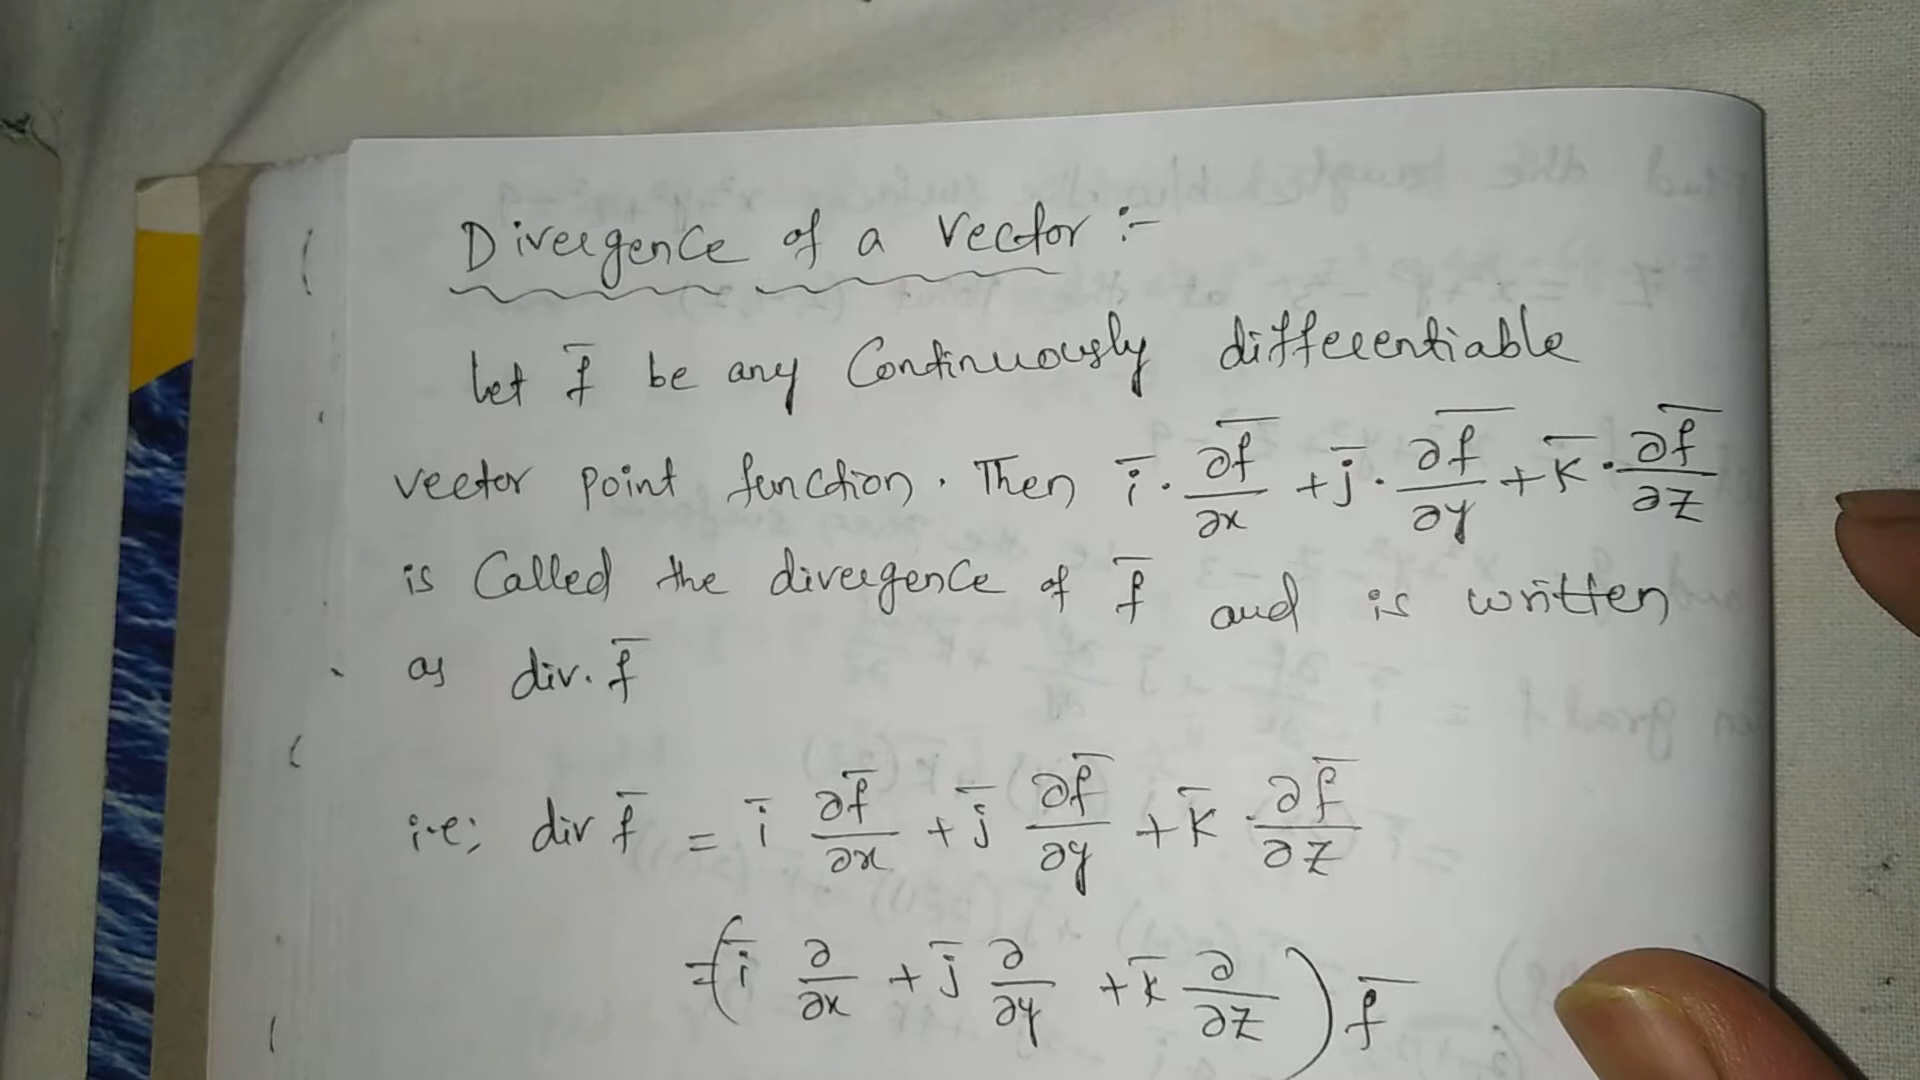 Divergence of a vector :-
Let f̅ be any Continuously differentiable
vector point function. Then i̅ · ∂f̅/∂x + j̅ · ∂f̅/∂y + k̅ · ∂f̅/∂z
is Called the divergence of f̅ and is written
as div. f̅
i.e; div f̅ = i̅ ∂f̅/∂x + j̅ ∂f̅/∂y + k̅ · ∂f̅/∂z
= (i̅ ∂/∂x + j̅ ∂/∂y + k̅ ∂/∂z) f̅